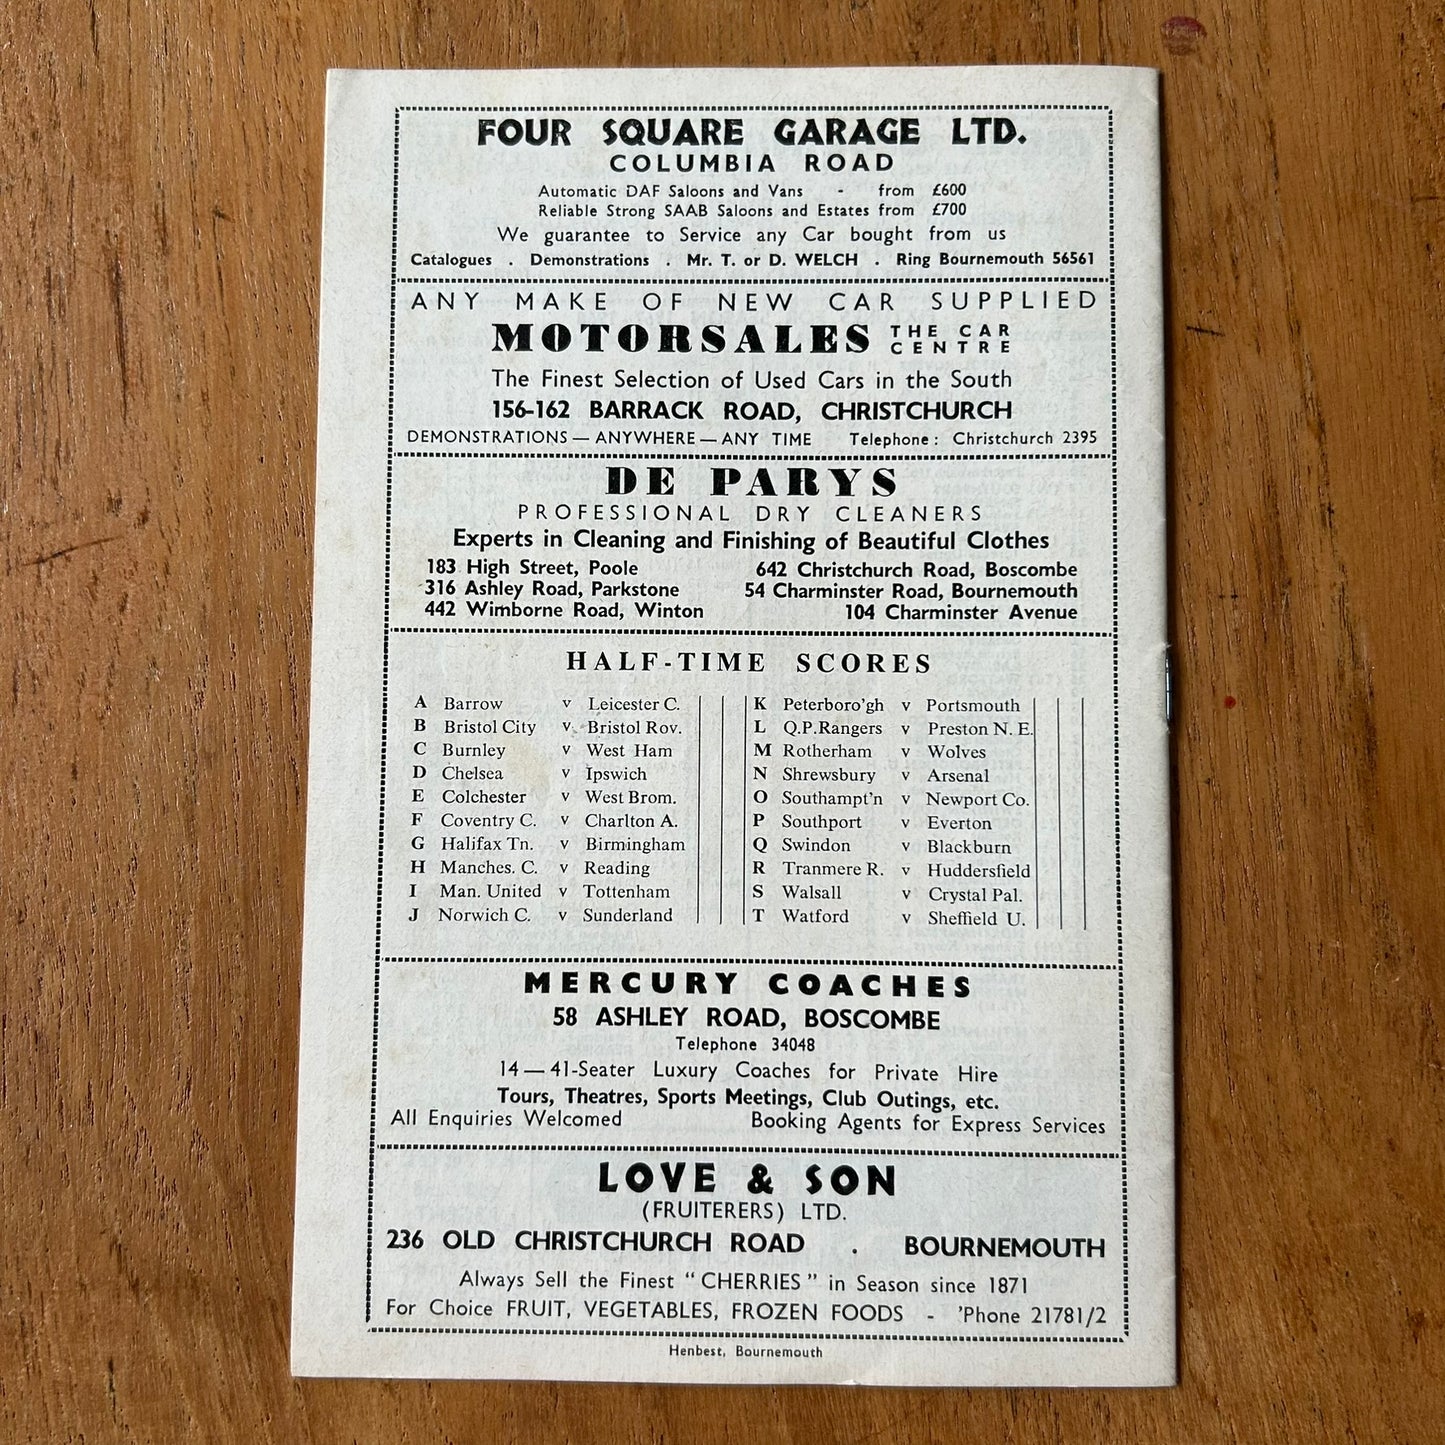 FOUR SQUARE GARAGE LTD.
COLUMBIA ROAD
Automatic DAF Saloons and Vans - from £600
Reliable Strong SAAB Saloons and Estates from £700
We guarantee to Service any Car bought from us
Catalogues . Demonstrations . Mr. T. or D. WELCH . Ring Bournemouth 56561
ANY MAKE OF NEW CAR SUPPLIED
MOTORSALES THE CAR CENTRE
The Finest Selection of Used Cars in the South
156-162 BARRACK ROAD, CHRISTCHURCH
DEMONSTRATIONS — ANYWHERE — ANY TIME Telephone: Christchurch 2395
DE PARYS
PROFESSIONAL DRY CLEANERS
Experts in Cleaning and Finishing of Beautiful Clothes
183 High Street, Poole 642 Christchurch Road, Boscombe
316 Ashley Road, Parkstone 54 Charminster Road, Bournemouth
442 Wimborne Road, Winton 104 Charminster Avenue
HALF-TIME SCORES
A Barrow v Leicester C.
B Bristol City v Bristol Rov.
C Burnley v West Ham
D Chelsea v Ipswich
E Colchester v West Brom.
F Coventry C. v Charlton A.
G Halifax Tn. v Birmingham
H Manches. C. v Reading
I Man. United v Tottenham
J Norwich C. v Sunderland
K Peterboro'gh v Portsmouth
L Q.P.Rangers v Preston N. E.
M Rotherham v Wolves
N Shrewsbury v Arsenal
O Southampt'n v Newport Co.
P Southport v Everton
Q Swindon v Blackburn
R Tranmere R. v Huddersfield
S Walsall v Crystal Pal.
T Watford v Sheffield U.
MERCURY COACHES
58 ASHLEY ROAD, BOSCOMBE
Telephone 34048
14 — 41-Seater Luxury Coaches for Private Hire
Tours, Theatres, Sports Meetings, Club Outings, etc.
All Enquiries Welcomed Booking Agents for Express Services
LOVE & SON
(FRUITERERS) LTD.
236 OLD CHRISTCHURCH ROAD . BOURNEMOUTH
Always Sell the Finest "CHERRIES" in Season since 1871
For Choice FRUIT, VEGETABLES, FROZEN FOODS - 'Phone 21781/2
Henbest, Bournemouth